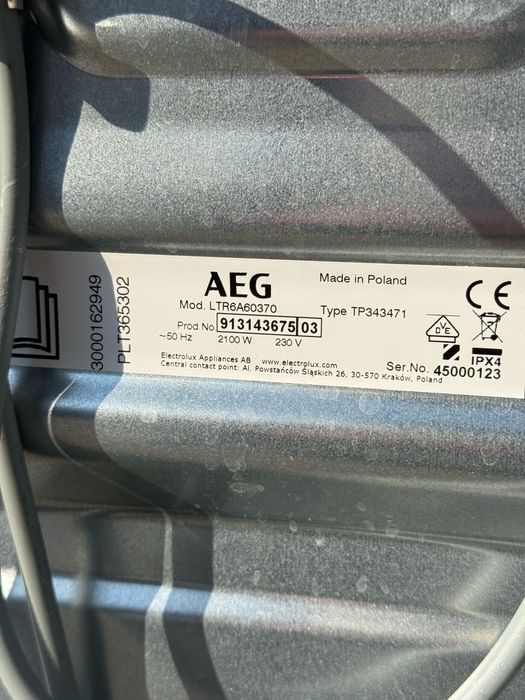 AEG
Made in Poland
Mod. LTR6A60370
Type TP343471
Prod.No. 913143675 03
~50 Hz 2100 W 230 V
Electrolux Appliances AB www.electrolux.com
Central contact point: Al. Powstańców Śląskich 26, 30-570 Kraków, Poland
Ser.No. 45000123
CE
DVE
IPX4
3000162949
PLT365302